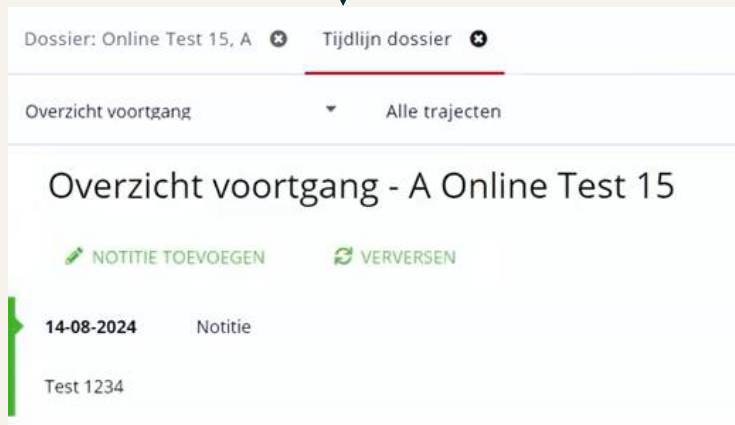 Dossier: Online Test 15, A Tijdlijn dossier
Overzicht voortgang Alle trajecten
Overzicht voortgang - A Online Test 15
NOTITIE TOEVOEGEN VERVERSEN
14-08-2024 Notitie
Test 1234